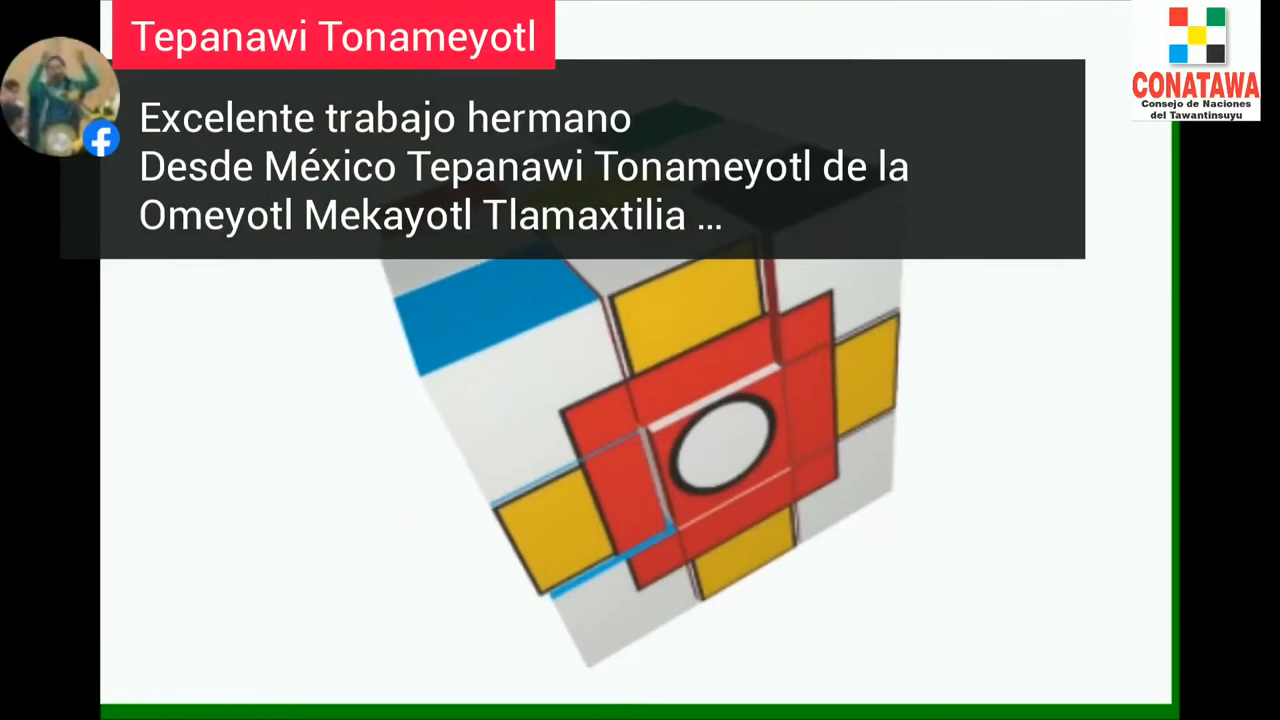 Tepanawi Tonameyotl
Excelente trabajo hermano
Desde México Tepanawi Tonameyotl de la
Omeyotl Mekayotl Tlamaxtilia ...
CONATAWA
Consejo de Naciones
del Tawantinsuyu